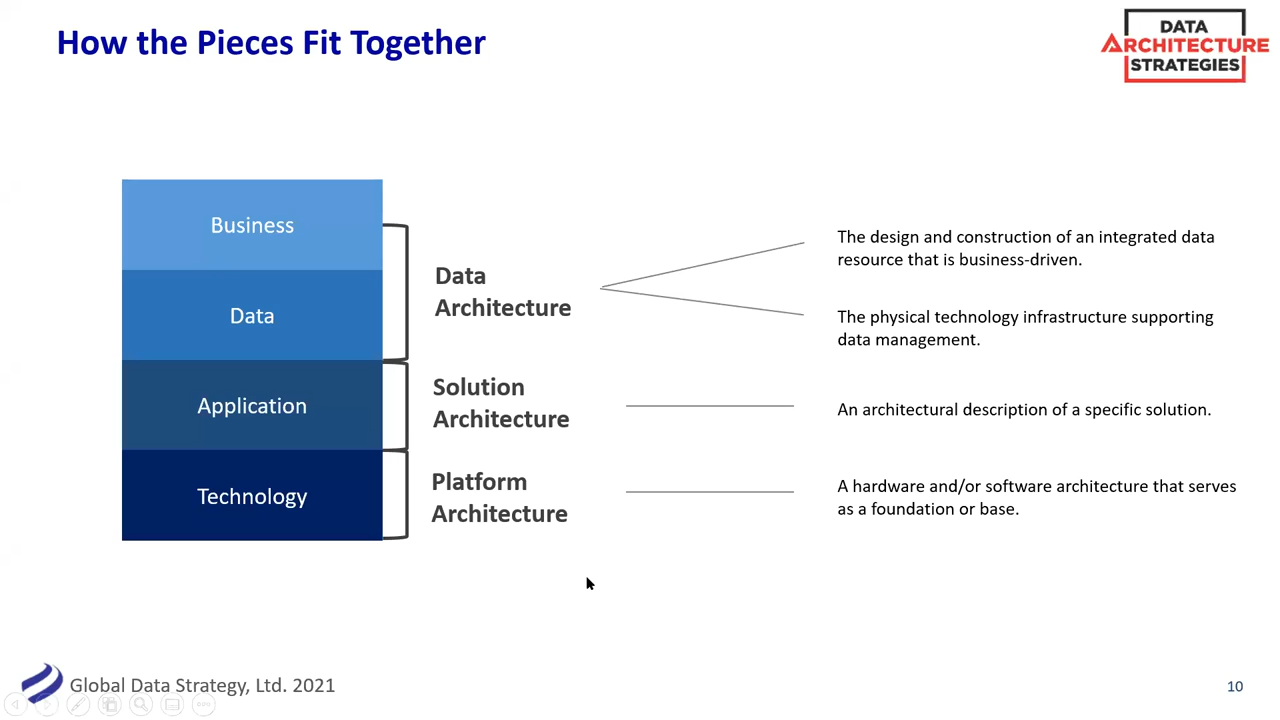 How the Pieces Fit Together
DATA
ARCHITECTURE
STRATEGIES
Business
Data
Application
Technology
Data
Architecture
Solution
Architecture
Platform
Architecture
The design and construction of an integrated data
resource that is business-driven.
The physical technology infrastructure supporting
data management.
An architectural description of a specific solution.
A hardware and/or software architecture that serves
as a foundation or base.
Global Data Strategy, Ltd. 2021
10